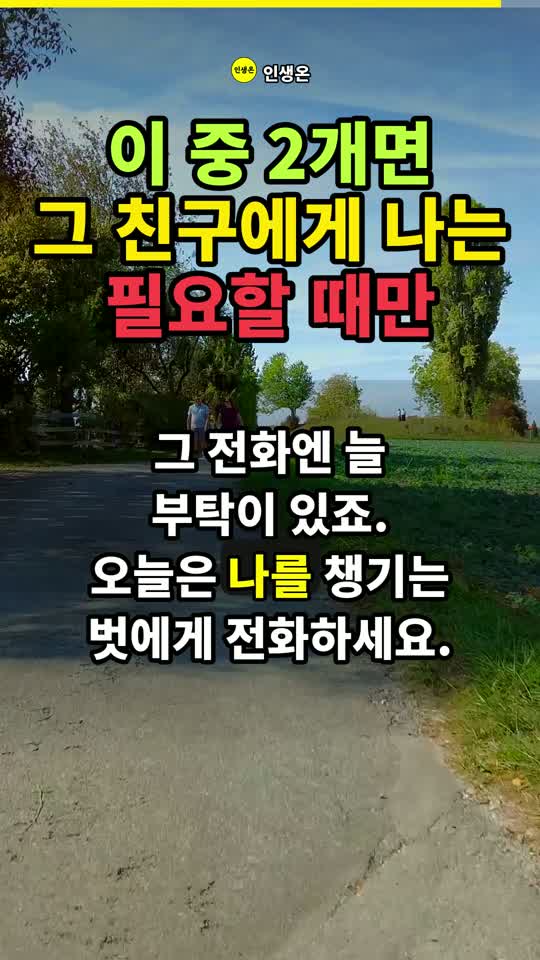 인생온 인생온
이 중 2개면
그 친구에게 나는
필요할 때만
그 전화엔 늘
부탁이 있죠.
오늘은 나를 챙기는
벗에게 전화하세요.